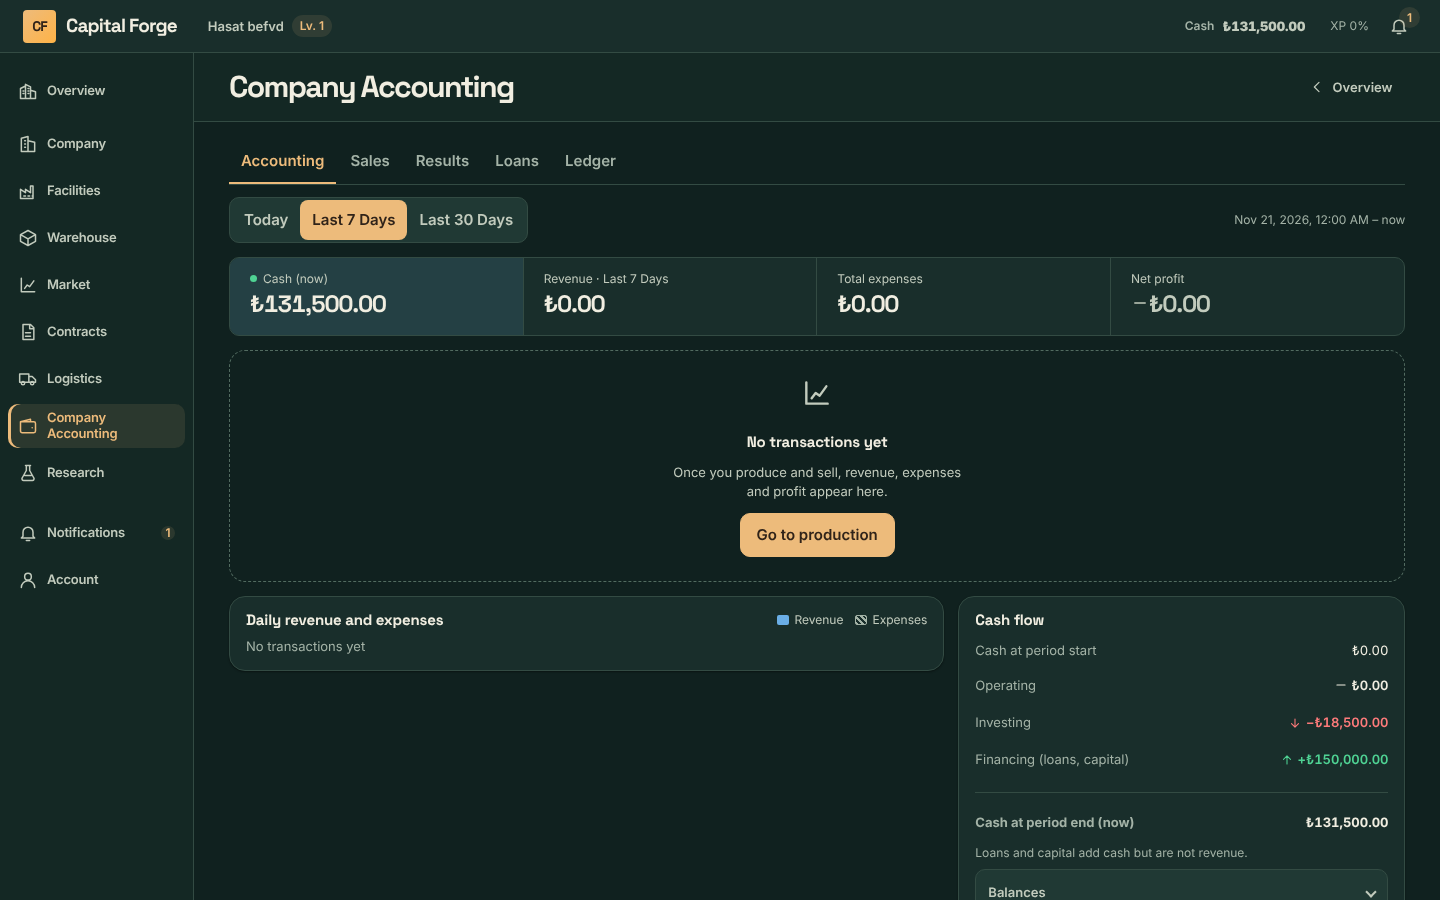 CF
Capital Forge
Hasat befvd
Lv. 1
Cash ₺131,500.00
XP 0%
1
Overview
Company
Facilities
Warehouse
Market
Contracts
Logistics
Company
Accounting
Research
Notifications 1
Account
Company Accounting
Overview
Accounting
Sales
Results
Loans
Ledger
Today
Last 7 Days
Last 30 Days
Nov 21, 2026, 12:00 AM – now
Cash (now)
₺131,500.00
Revenue · Last 7 Days
₺0.00
Total expenses
₺0.00
Net profit
—₺0.00
No transactions yet
Once you produce and sell, revenue, expenses
and profit appear here.
Go to production
Daily revenue and expenses
Revenue
Expenses
No transactions yet
Cash flow
Cash at period start ₺0.00
Operating — ₺0.00
Investing ↓ −₺18,500.00
Financing (loans, capital) ↑ +₺150,000.00
Cash at period end (now) ₺131,500.00
Loans and capital add cash but are not revenue.
Balances